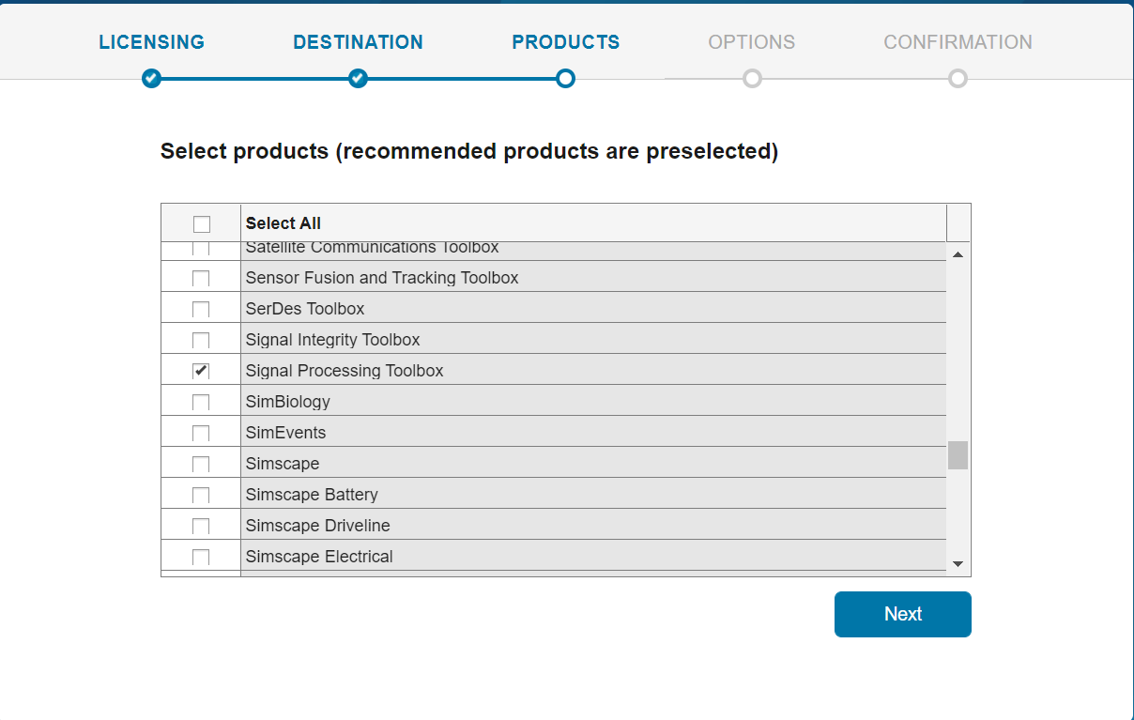 LICENSING DESTINATION PRODUCTS OPTIONS CONFIRMATION
Select products (recommended products are preselected)
Select All
Satellite Communications Toolbox
Sensor Fusion and Tracking Toolbox
SerDes Toolbox
Signal Integrity Toolbox
Signal Processing Toolbox
SimBiology
SimEvents
Simscape
Simscape Battery
Simscape Driveline
Simscape Electrical
Next